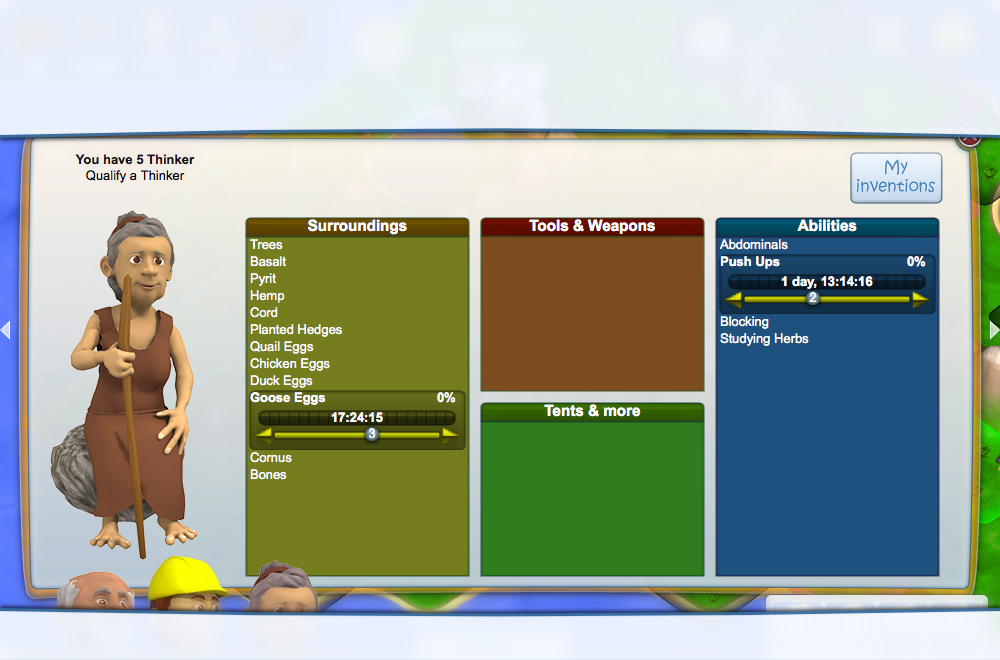 You have 5 Thinker
Qualify a Thinker
My
inventions
Surroundings
Trees
Basalt
Pyrit
Hemp
Cord
Planted Hedges
Quail Eggs
Chicken Eggs
Duck Eggs
Goose Eggs 0%
17:24:15
3
Cornus
Bones
Tools & Weapons
Tents & more
Abilities
Abdominals
Push Ups 0%
1 day, 13:14:16
2
Blocking
Studying Herbs